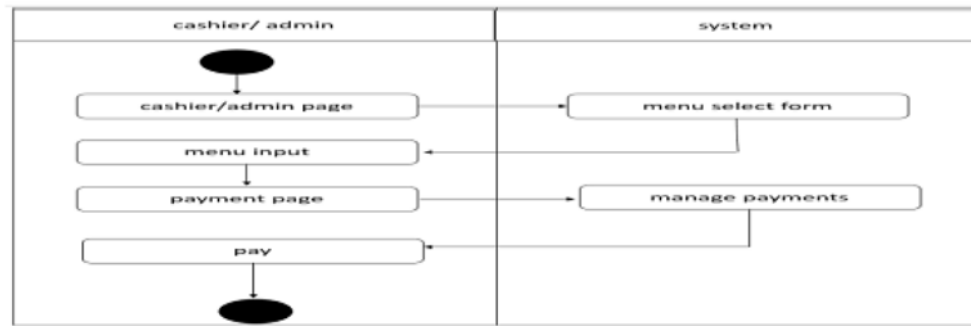 cashier/ admin
system
cashier/admin page
menu select form
menu input
payment page
manage payments
pay